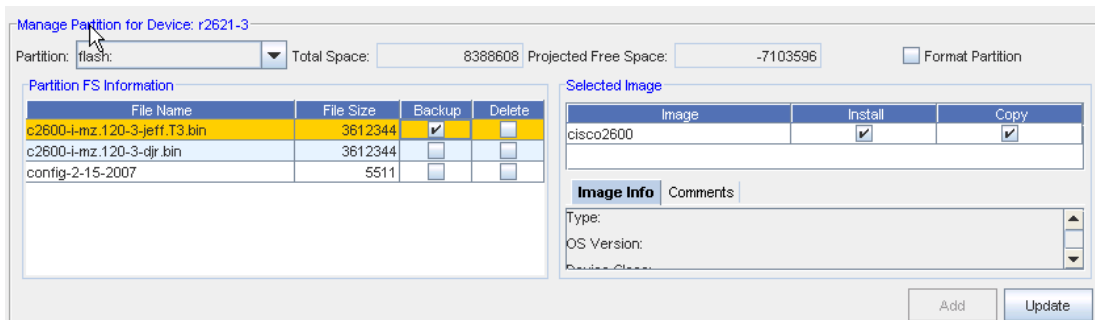 Manage Partition for Device: r2621-3
Partition: flash: Total Space: 8388608 Projected Free Space: -7103596 Format Partition
Partition FS Information
File Name File Size Backup Delete
c2600-i-mz.120-3-jeff.T3.bin 3612344
c2600-i-mz.120-3-djr.bin 3612344
config-2-15-2007 5511
Selected Image
Image Install Copy
cisco2600
Image Info Comments
Type:
OS Version:
Device Class:
Add Update